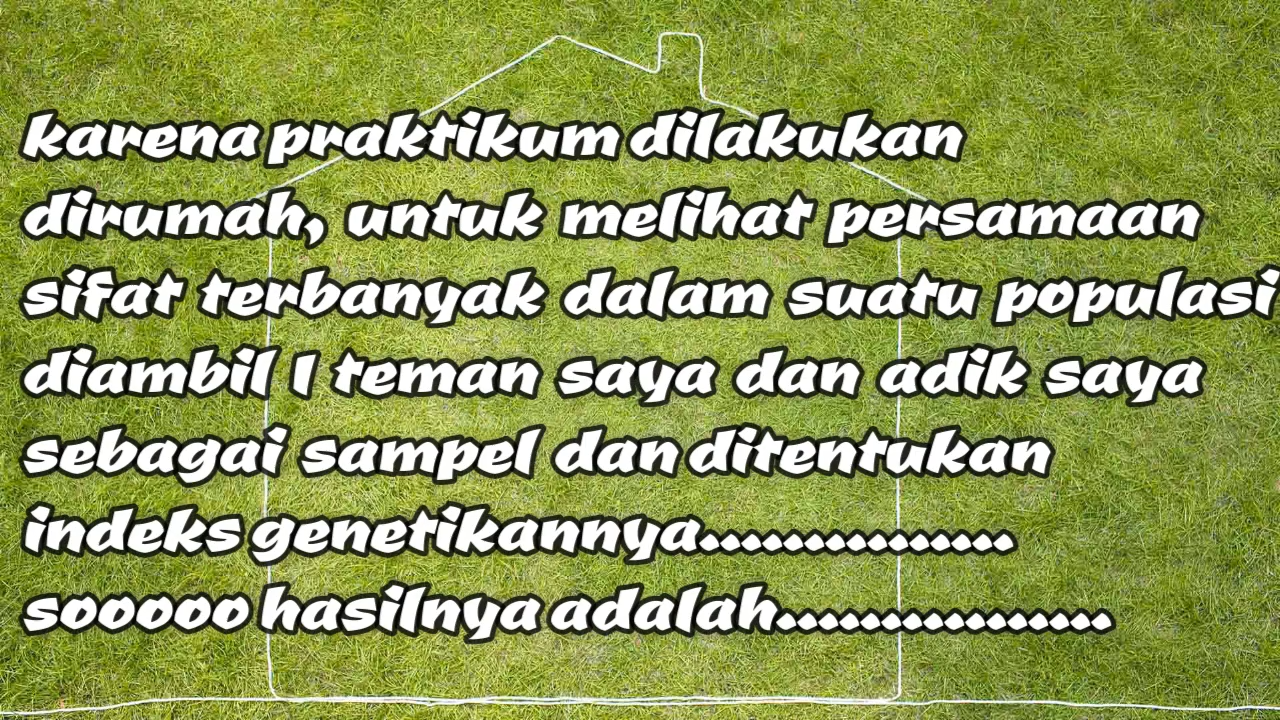 karena praktikum dilakukan
dirumah, untuk melihat persamaan
sifat terbanyak dalam suatu populasi
diambil 1 teman saya dan adik saya
sebagai sampel dan ditentukan
indeks genetikannya...............
sooooo hasilnya adalah................